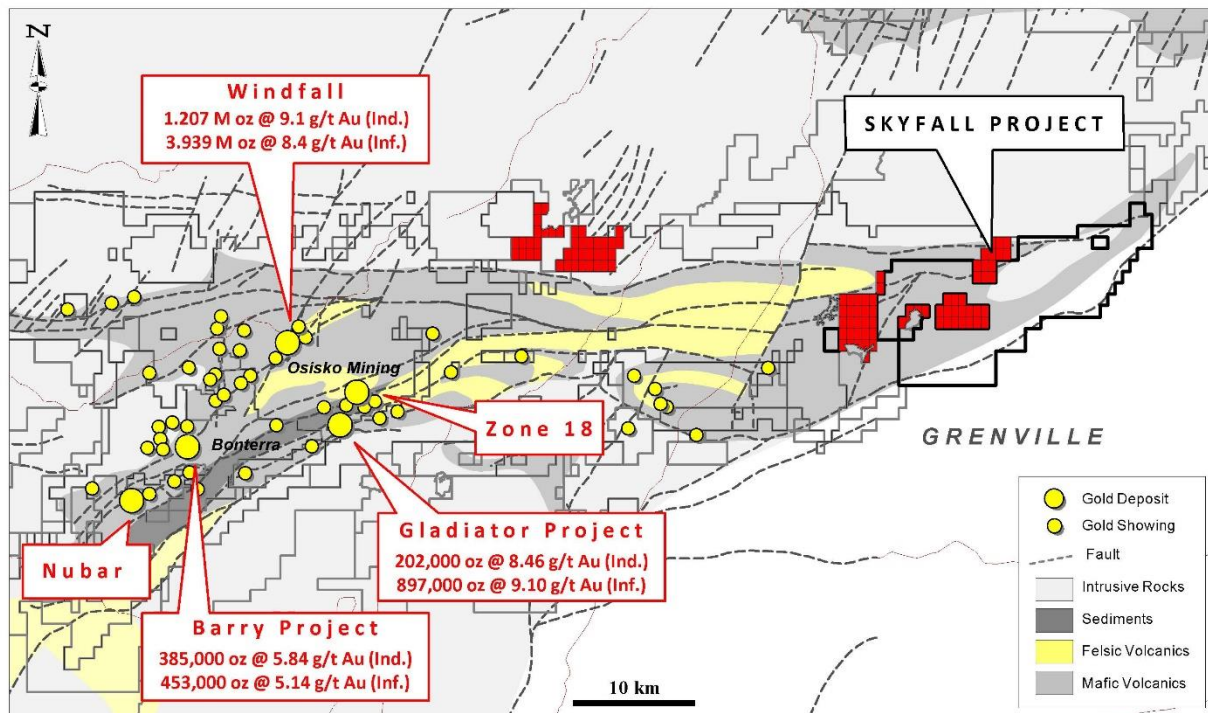 N
Windfall
1.207 M oz @ 9.1 g/t Au (Ind.)
3.939 M oz @ 8.4 g/t Au (Inf.)
SKYFALL PROJECT
Osisko Mining
Zone 18
Bonterra
GRENVILLE
Nubar
Gladiator Project
202,000 oz @ 8.46 g/t Au (Ind.)
897,000 oz @ 9.10 g/t Au (Inf.)
Barry Project
385,000 oz @ 5.84 g/t Au (Ind.)
453,000 oz @ 5.14 g/t Au (Inf.)
10 km
Gold Deposit
Gold Showing
Fault
Intrusive Rocks
Sediments
Felsic Volcanics
Mafic Volcanics